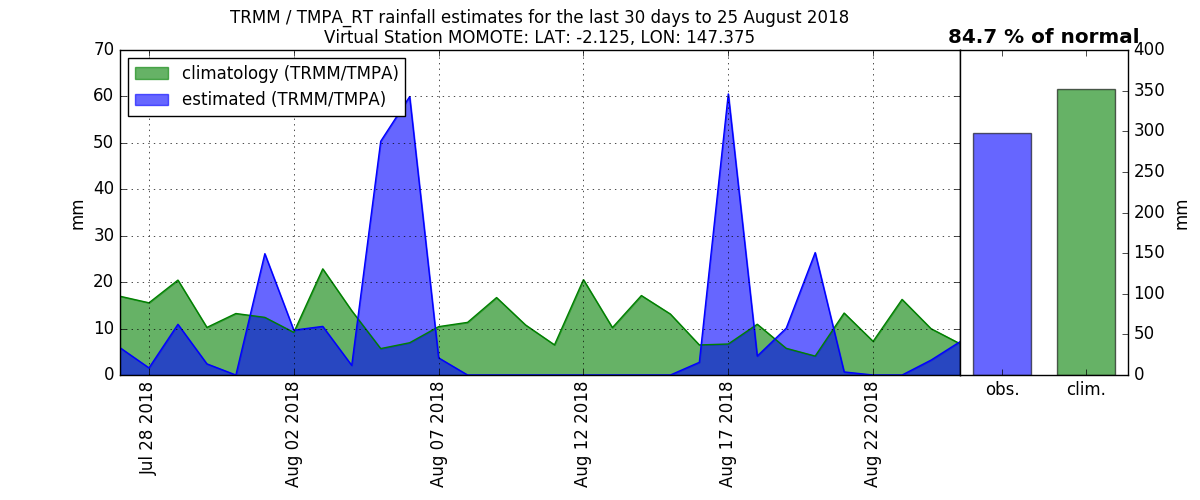 TRMM / TMPA_RT rainfall estimates for the last 30 days to 25 August 2018
Virtual Station MOMOTE: LAT: -2.125, LON: 147.375
84.7 % of normal
climatology (TRMM/TMPA)
estimated (TRMM/TMPA)
mm
70
60
50
40
30
20
10
0
Jul 28 2018
Aug 02 2018
Aug 07 2018
Aug 12 2018
Aug 17 2018
Aug 22 2018
obs.
clim.
400
350
300
250
200
150
100
50
0
mm